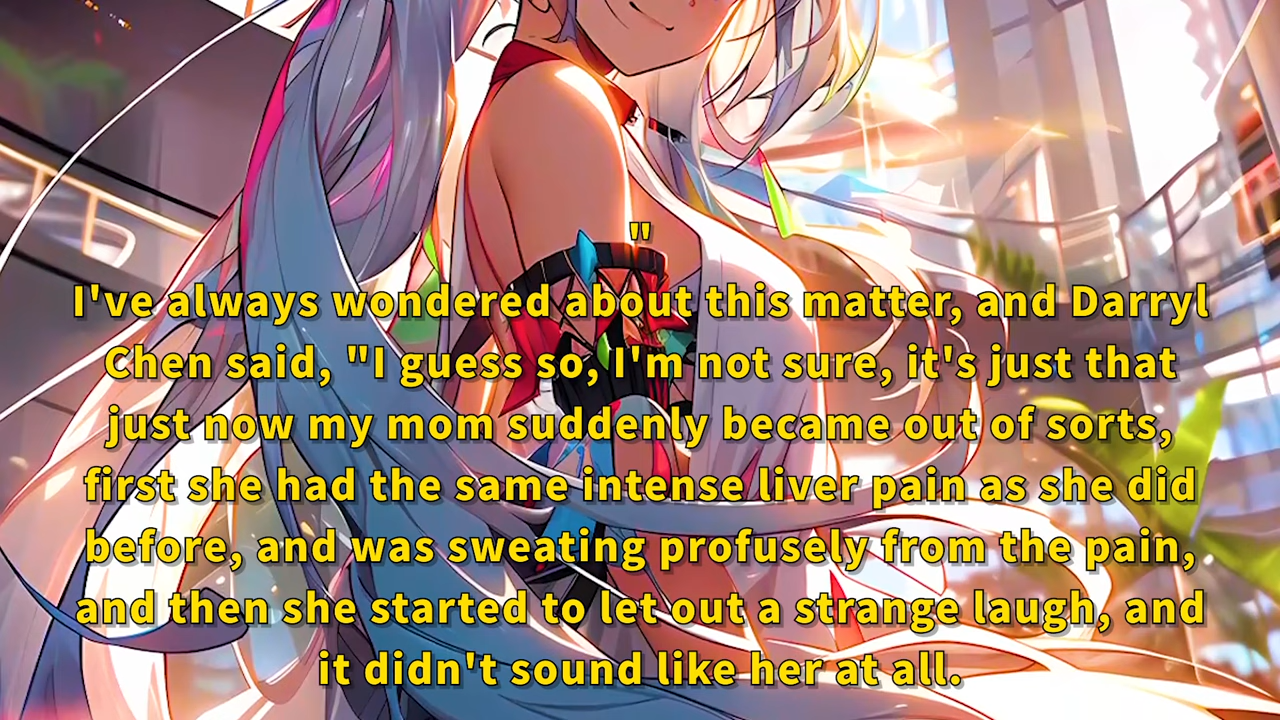 "
I've always wondered about this matter, and Darryl
Chen said, "I guess so, I'm not sure, it's just that
just now my mom suddenly became out of sorts,
first she had the same intense liver pain as she did
before, and was sweating profusely from the pain,
and then she started to let out a strange laugh, and
it didn't sound like her at all.